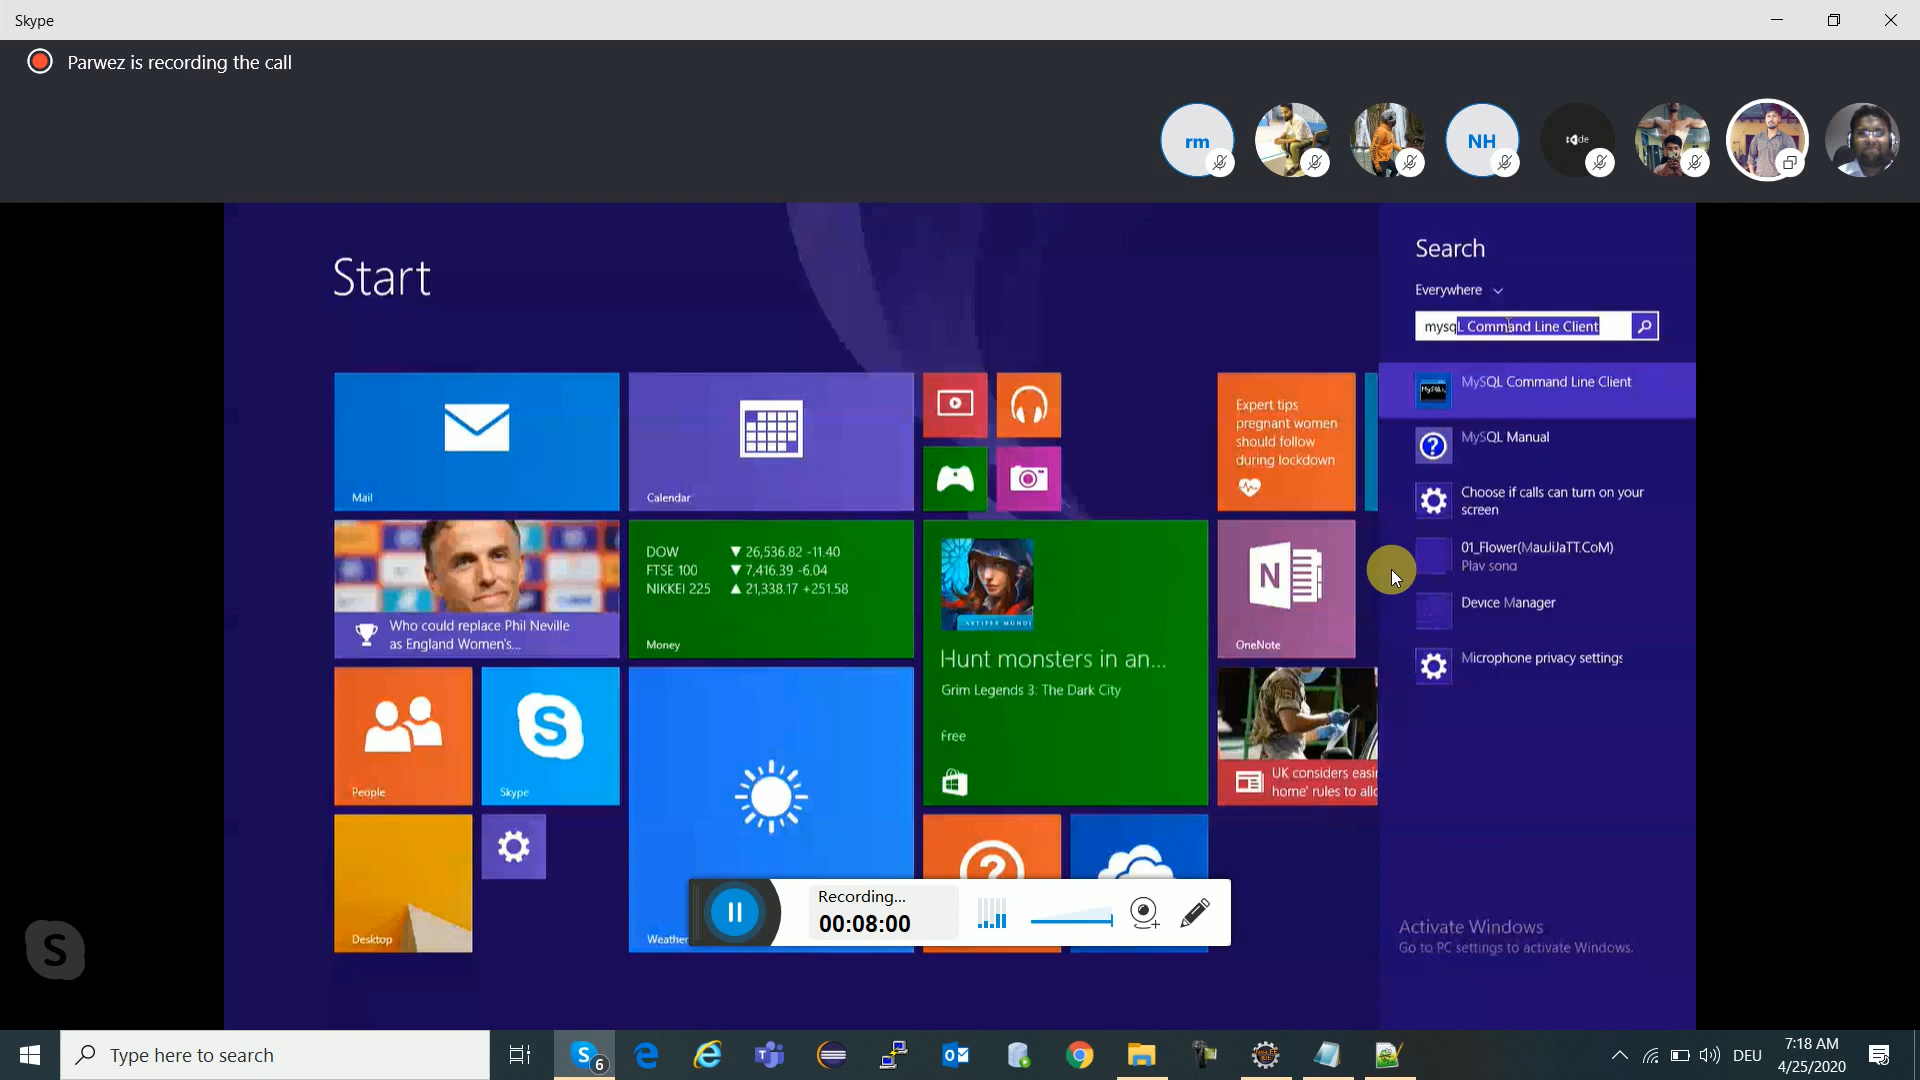 Skype
Parwez is recording the call
rm
NH
Start
Search
Everywhere
mysqL Command Line Client
MySQL Command Line Client
MySQL Manual
Choose if calls can turn on your
screen
01_Flower(MauJiJaTT.CoM)
Play song
Device Manager
Microphone privacy settings
Mail
Calendar
Expert tips
pregnant women
should follow
during lockdown
Who could replace Phil Neville
as England Women's...
DOW ▼ 26,536.82 -11.40
FTSE 100 ▼ 7,416.39 -6.04
NIKKEI 225 ▲ 21,338.17 +251.58
Money
ARTIFEX MUNDI
Hunt monsters in an...
Grim Legends 3: The Dark City
Free
OneNote
People
Skype
UK considers easi
home' rules to allo
Desktop
Weather
Recording...
00:08:00
Activate Windows
Go to PC settings to activate Windows.
Type here to search
6
DEU
7:18 AM
4/25/2020